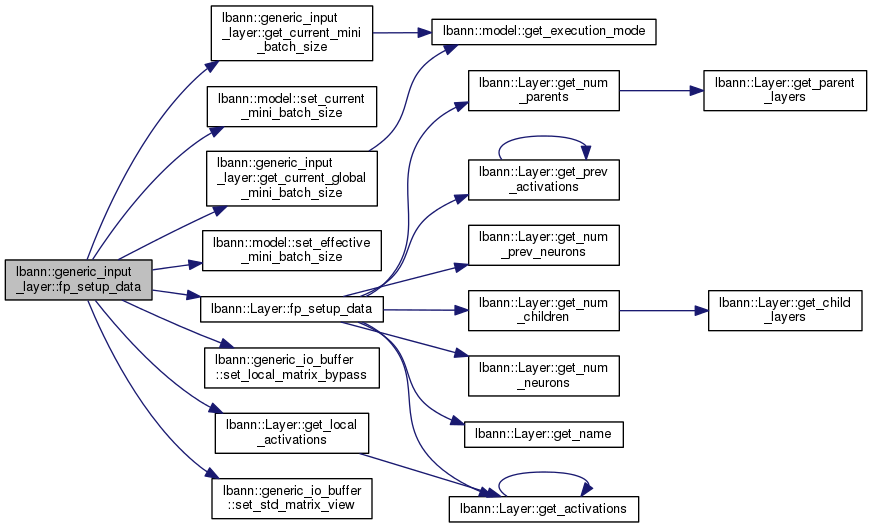 lbann::generic_input
_layer::fp_setup_data
lbann::generic_input
_layer::get_current_mini
_batch_size
lbann::model::set_current
_mini_batch_size
lbann::generic_input
_layer::get_current_global
_mini_batch_size
lbann::model::set_effective
_mini_batch_size
lbann::Layer::fp_setup_data
lbann::generic_io_buffer
::set_local_matrix_bypass
lbann::Layer::get_local
_activations
lbann::generic_io_buffer
::set_std_matrix_view
lbann::model::get_execution_mode
lbann::Layer::get_num
_parents
lbann::Layer::get_prev
_activations
lbann::Layer::get_num
_prev_neurons
lbann::Layer::get_num
_children
lbann::Layer::get_num
_neurons
lbann::Layer::get_name
lbann::Layer::get_activations
lbann::Layer::get_parent
_layers
lbann::Layer::get_child
_layers